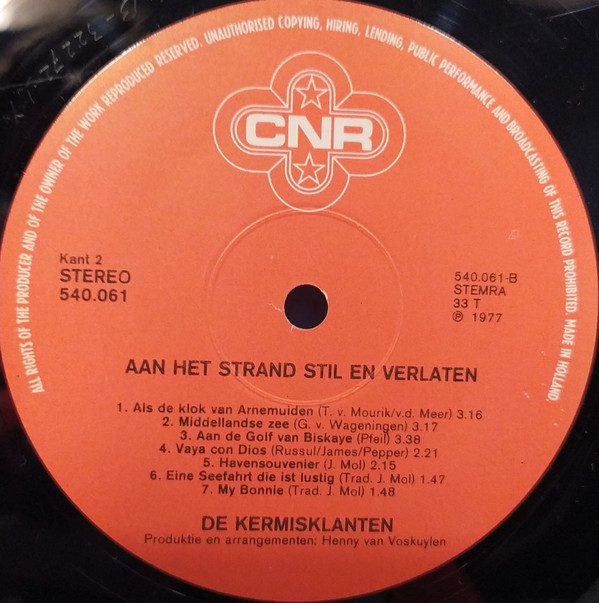 ALL RIGHTS OF THE PRODUCER AND OF THE OWNER OF THE WORK REPRODUCED RESERVED. UNAUTHORISED COPYING, HIRING, LENDING, PUBLIC PERFORMANCE AND BROADCASTING OF THIS RECORD PROHIBITED. MADE IN HOLLAND.
CNR
Kant 2
STEREO
540.061
540.061-B
STEMRA
33 T
℗ 1977
AAN HET STRAND STIL EN VERLATEN
1. Als de klok van Arnemuiden (T. v. Mourik/v.d. Meer) 3.16
2. Middellandse zee (G. v. Wageningen) 3.17
3. Aan de Golf van Biskaye (Pfeil) 3.38
4. Vaya con Dios (Russul/James/Pepper) 2.21
5. Havensouvenier (J. Mol) 2.15
6. Eine Seefahrt die ist lustig (Trad. J. Mol) 1.47
7. My Bonnie (Trad. J. Mol) 1.48
DE KERMISKLANTEN
Produktie en arrangementen: Henny van Voskuylen